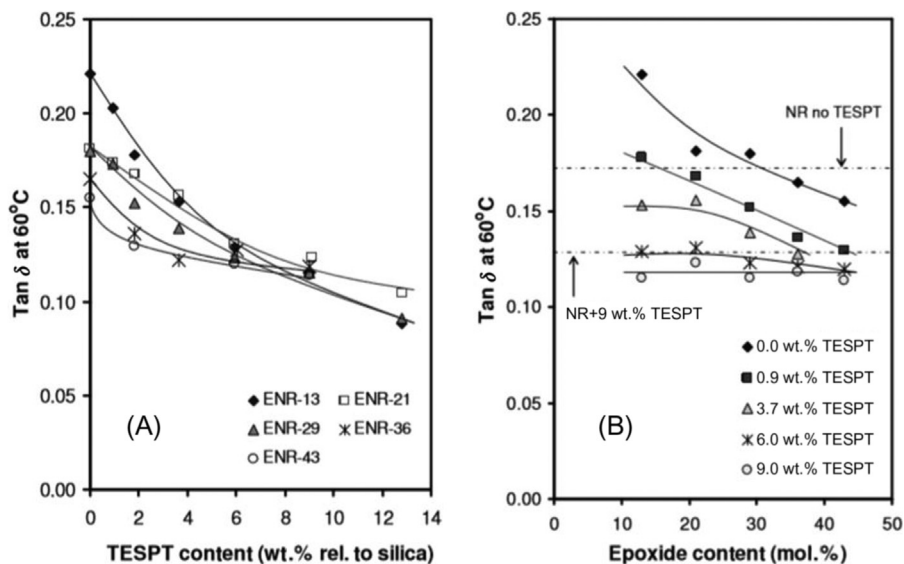 0.25
0.20
0.15
0.10
0.05
0.00
Tan δ at 60°C
0 2 4 6 8 10 12 14
TESPT content (wt.% rel. to silica)
(A)
ENR-13 ENR-21
ENR-29 ENR-36
ENR-43
0.25
0.20
0.15
0.10
0.05
0.00
Tan δ at 60°C
0 10 20 30 40 50
Epoxide content (mol.%)
NR no TESPT
NR+9 wt.% TESPT
(B)
0.0 wt.% TESPT
0.9 wt.% TESPT
3.7 wt.% TESPT
6.0 wt.% TESPT
9.0 wt.% TESPT